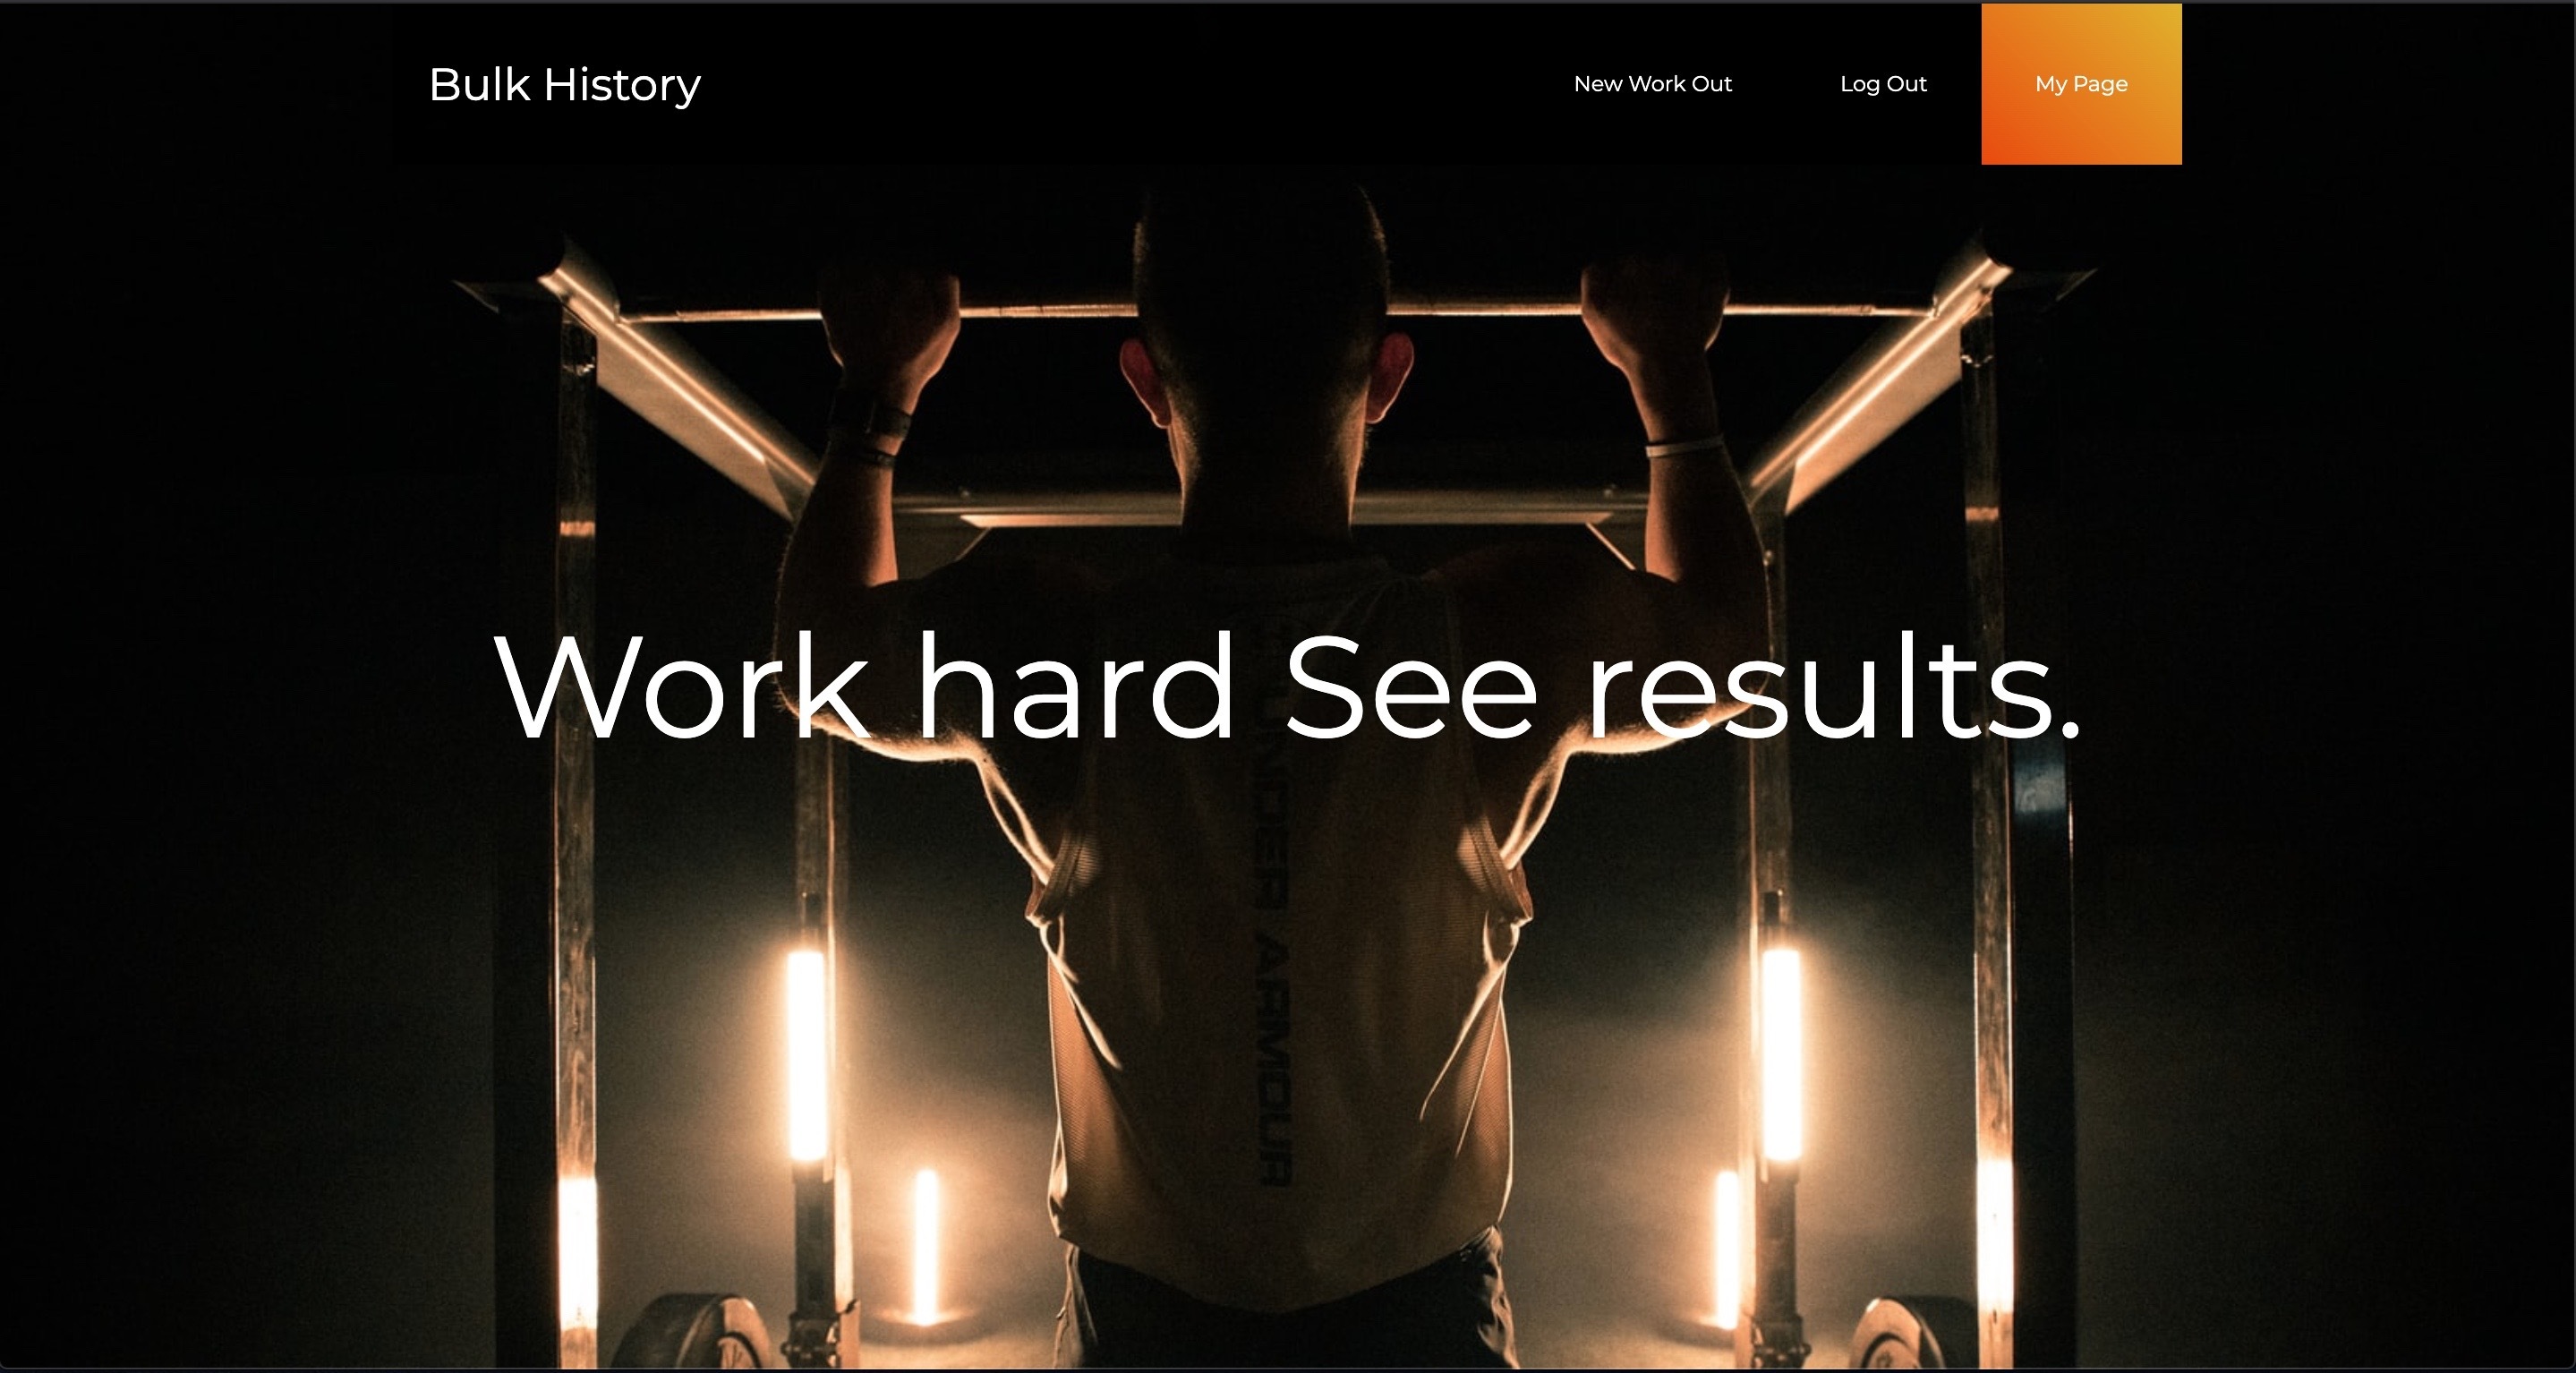 Bulk History
New Work Out
Log Out
My Page
Work hard See results.
UNDER ARMOUR